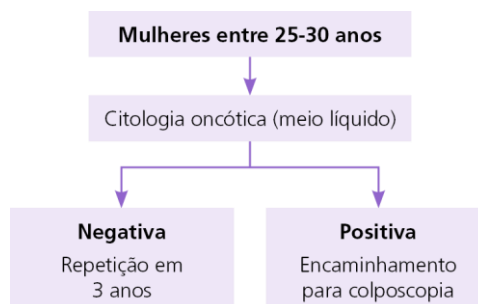 Mulheres entre 25-30 anos
Citologia oncótica (meio líquido)
Negativa
Repetição em
3 anos
Positiva
Encaminhamento
para colposcopia